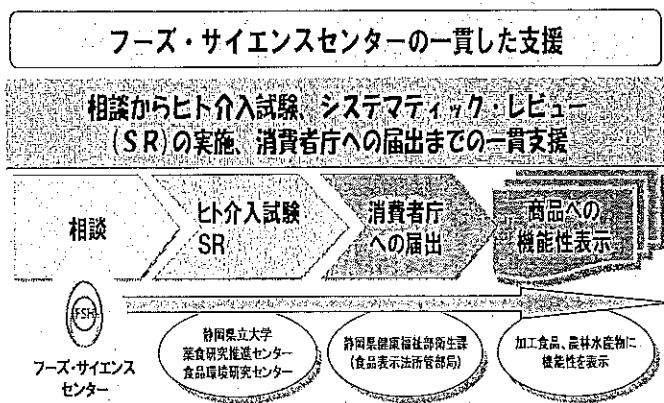 フーズ・サイエンスセンターの一貫した支援
相談からヒト介入試験、システマティック・レビュー
(SR)の実施、消費者庁への届出までの一貫支援
相談
ヒト介入試験
SR
消費者庁
への届出
商品への
機能性表示
FSH
フーズ・サイエンス
センター
静岡県立大学
薬食研究推進センター
食品環境研究センター
静岡県健康福祉部衛生課
(食品表示法所管部局)
加工食品、農林水産物に
機能性を表示